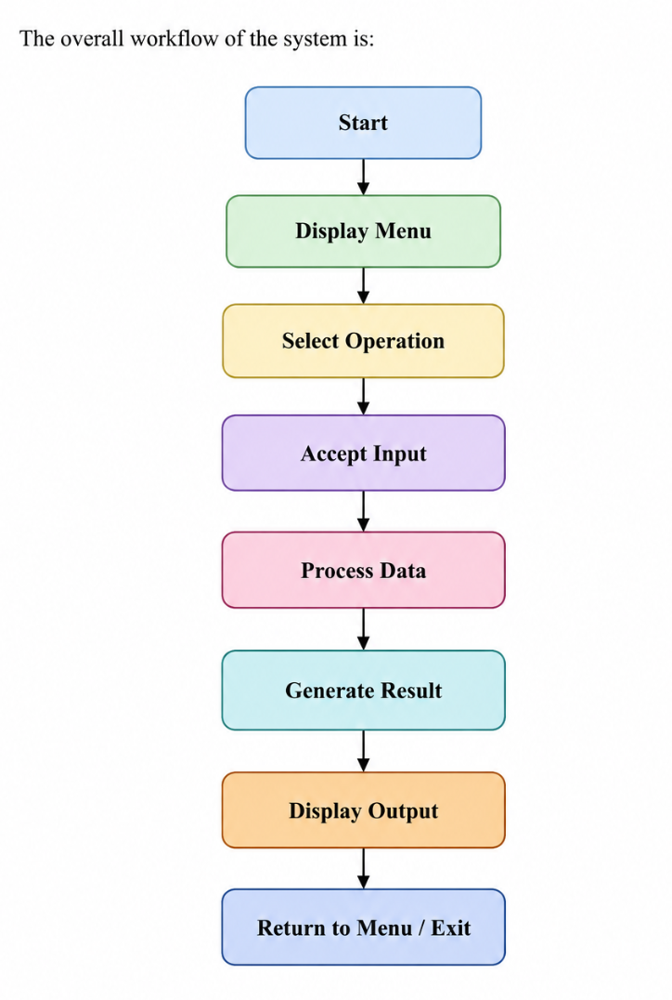 The overall workflow of the system is:
Start
Display Menu
Select Operation
Accept Input
Process Data
Generate Result
Display Output
Return to Menu / Exit